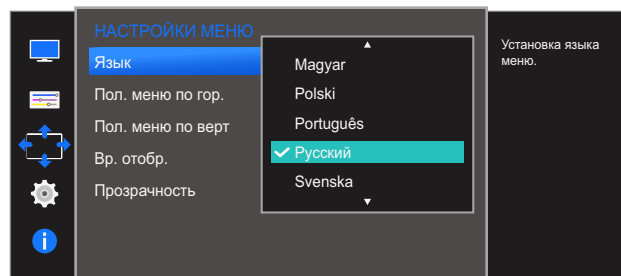 НАСТРОЙКИ МЕНЮ
Язык
Пол. меню по гор.
Пол. меню по верт
Вр. отобр.
Прозрачность
Magyar
Polski
Português
Русский
Svenska
Установка языка
меню.